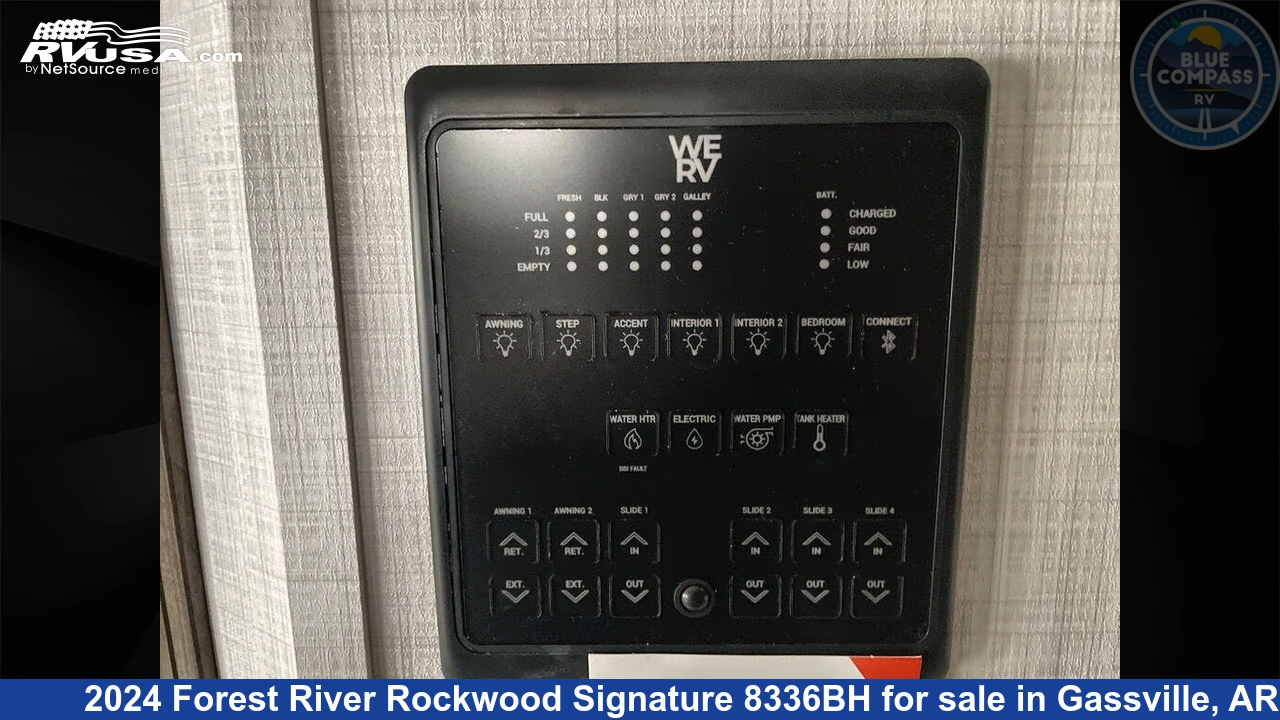 RVUSA.com
by NetSource media
BLUE
COMPASS
RV
WE
RV
FRESH BLK GRY 1 GRY 2 GALLEY BATT.
FULL CHARGED
2/3 GOOD
1/3 FAIR
EMPTY LOW
AWNING STEP ACCENT INTERIOR 1 INTERIOR 2 BEDROOM CONNECT
WATER HTR ELECTRIC WATER PMP TANK HEATER
DSI FAULT
AWNING 1 AWNING 2 SLIDE 1 SLIDE 2 SLIDE 3 SLIDE 4
RET. RET. IN IN IN IN
EXT. EXT. OUT OUT OUT OUT
2024 Forest River Rockwood Signature 8336BH for sale in Gassville, AR